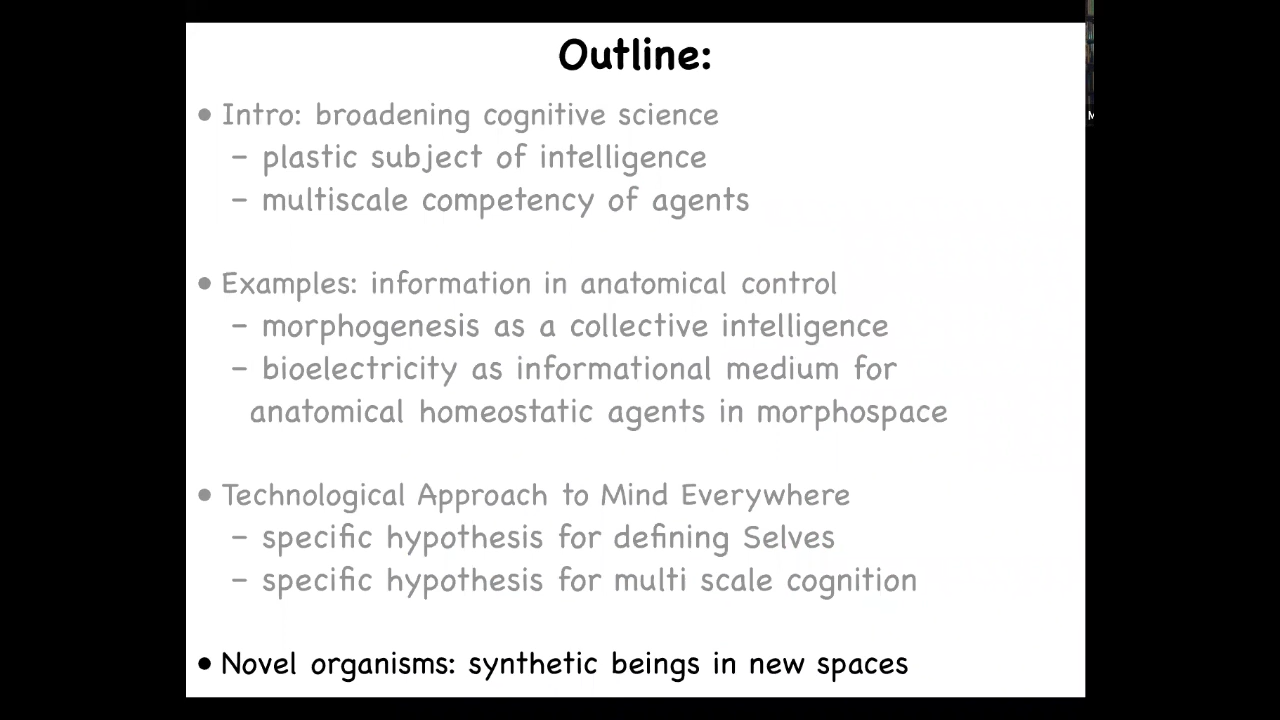 Outline:
• Intro: broadening cognitive science
– plastic subject of intelligence
– multiscale competency of agents
• Examples: information in anatomical control
– morphogenesis as a collective intelligence
– bioelectricity as informational medium for
anatomical homeostatic agents in morphospace
• Technological Approach to Mind Everywhere
– specific hypothesis for defining Selves
– specific hypothesis for multi scale cognition
• Novel organisms: synthetic beings in new spaces
M